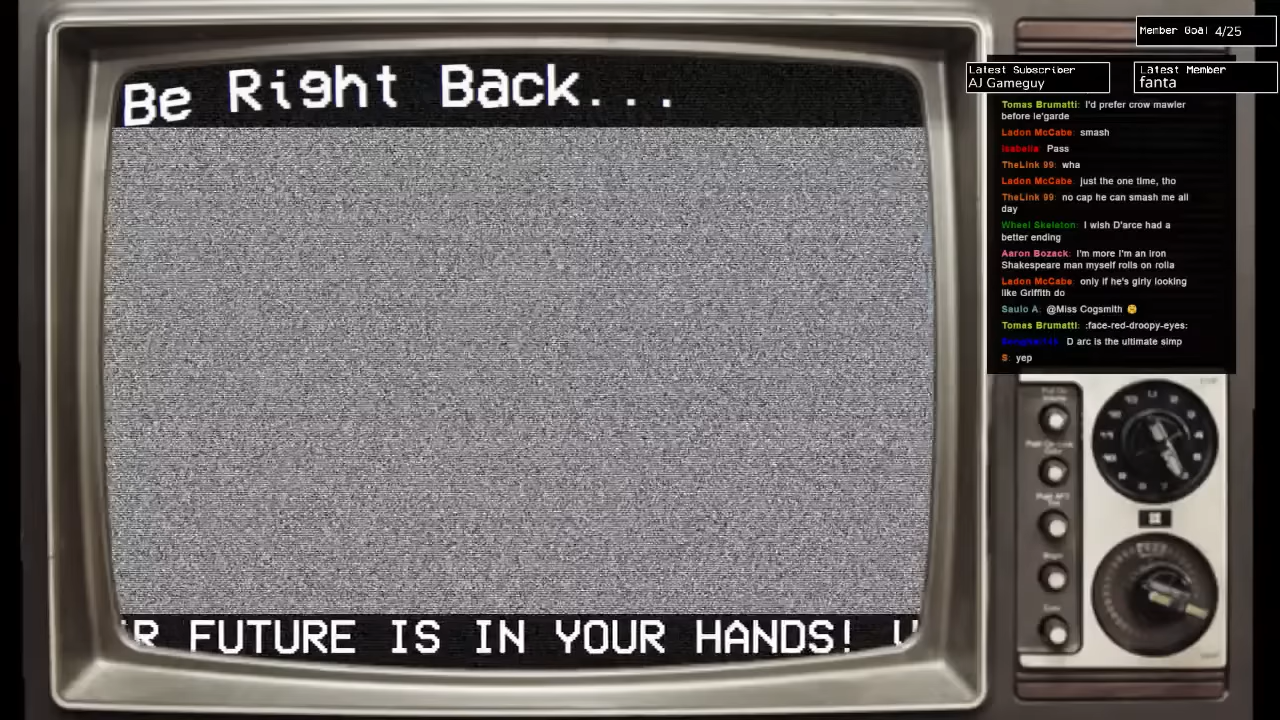 Be Right Back...
R FUTURE IS IN YOUR HANDS!
Member Goal 4/25
Latest Subscriber
AJ Gameguy
Latest Member
fanta
Tomas Brumatti: I'd prefer crow mawler
before le'garde
Ladon McCabe: smash
Isabella: Pass
TheLink 99: wha
Ladon McCabe: just the one time, tho
TheLink 99: no cap he can smash me all
day
Wheel Skeleton: I wish D'arce had a
better ending
Aaron Bozack: I'm more I'm an iron
Shakespeare man myself rolls on rolla
Ladon McCabe: only if he's girly looking
like Griffith do
Saulo A: @Miss Cogsmith
Tomas Brumatti: :face-red-droopy-eyes:
D arc is the ultimate simp
S: yep